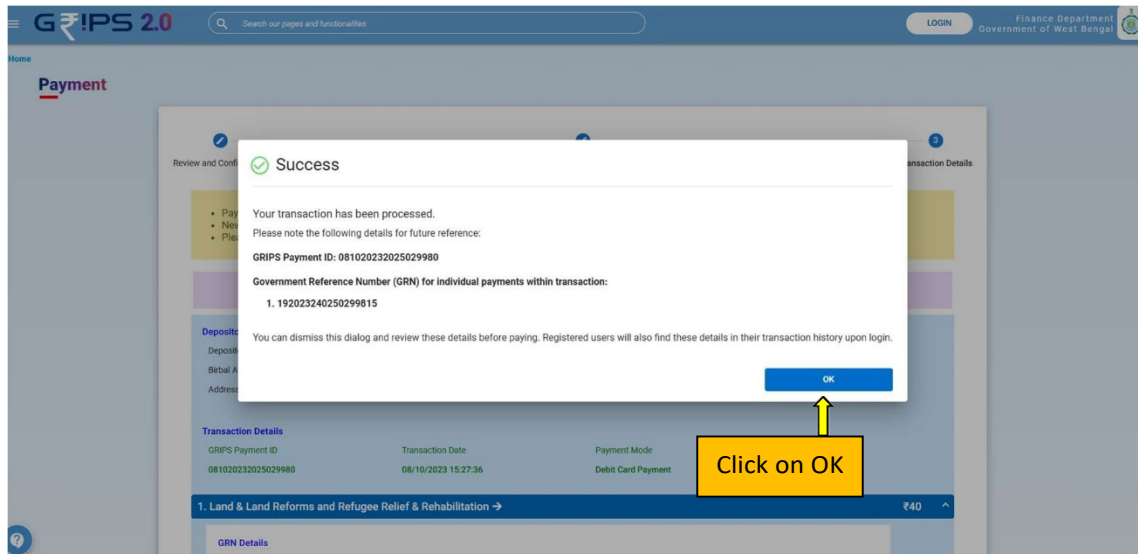 GRIPS 2.0
Search our pages and functionalities
LOGIN
Finance Department
Government of West Bengal
Home
Payment
3
Review and Confi
ansaction Details
Success
Your transaction has been processed.
Please note the following details for future reference:
GRIPS Payment ID: 081020232025029980
Government Reference Number (GRN) for individual payments within transaction:
1. 192023240250299815
You can dismiss this dialog and review these details before paying. Registered users will also find these details in their transaction history upon login.
OK
• Pay
• New
• Plea
Deposito
Deposit
Birbal A
Address
Transaction Details
GRIPS Payment ID
Transaction Date
Payment Mode
081020232025029980
08/10/2023 15:27:36
Debit Card Payment
Click on OK
1. Land & Land Reforms and Refugee Relief & Rehabilitation → ₹40
GRN Details